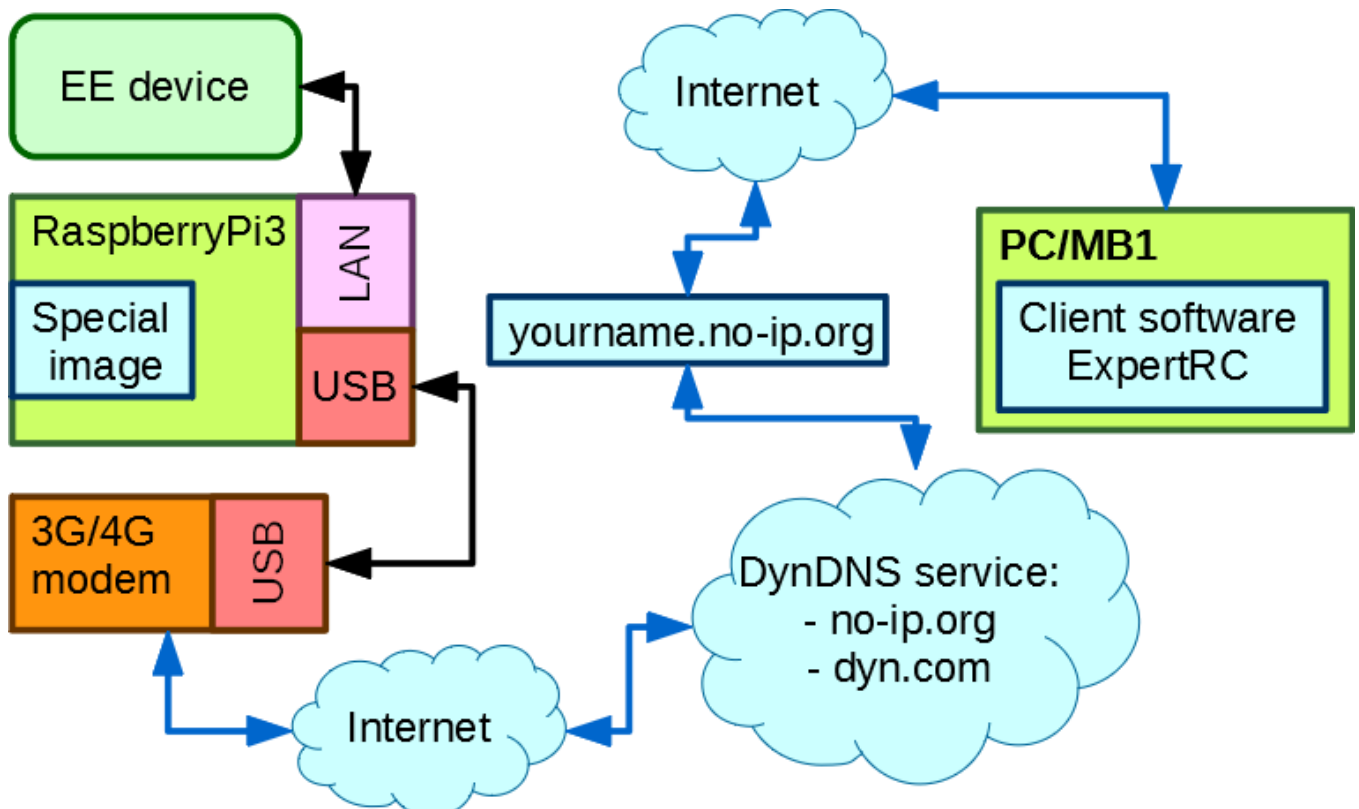 EE device
RaspberryPi3
LAN
Special
image
USB
3G/4G
modem
USB
Internet
Internet
yourname.no-ip.org
PC/MB1
Client software
ExpertRC
DynDNS service:
- no-ip.org
- dyn.com